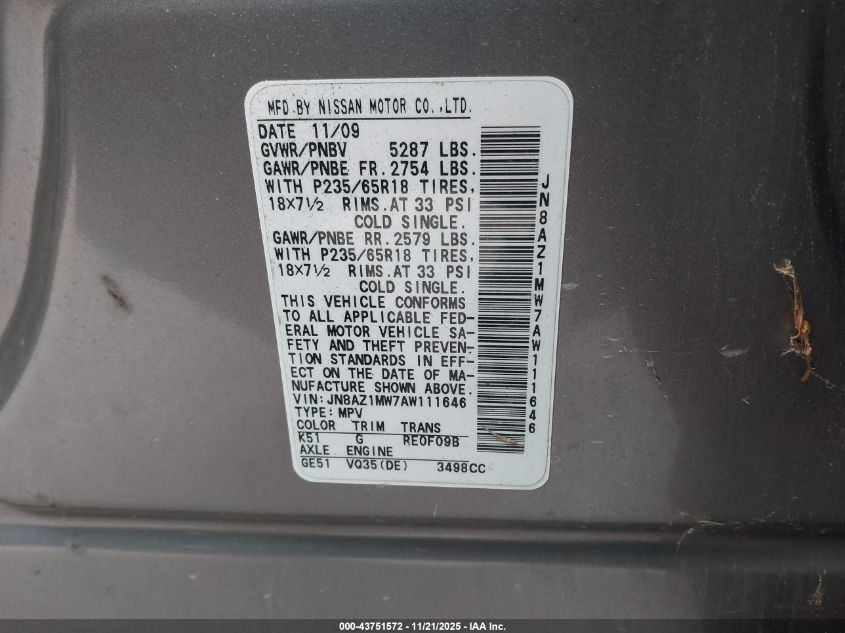 MFD.BY NISSAN MOTOR CO.,LTD.
DATE 11/09
GVWR/PNBV 5287 LBS.
GAWR/PNBE FR. 2754 LBS.
WITH P235/65R18 TIRES,
18×7½ RIMS.AT 33 PSI
COLD SINGLE.
GAWR/PNBE RR. 2579 LBS.
WITH P235/65R18 TIRES,
18×7½ RIMS.AT 33 PSI
COLD SINGLE.
THIS VEHICLE CONFORMS
TO ALL APPLICABLE FED-
ERAL MOTOR VEHICLE SA-
FETY AND THEFT PREVEN-
TION STANDARDS IN EFF-
ECT ON THE DATE OF MA-
NUFACTURE SHOWN ABOVE.
VIN: JN8AZ1MW7AW111646
TYPE: MPV
COLOR TRIM TRANS
K51 G RE0F09B
AXLE ENGINE
GE51 VQ35(DE) 3498CC
JN8AZ1MW7AW111646
000-43751572 - 11/21/2025 - IAA Inc.